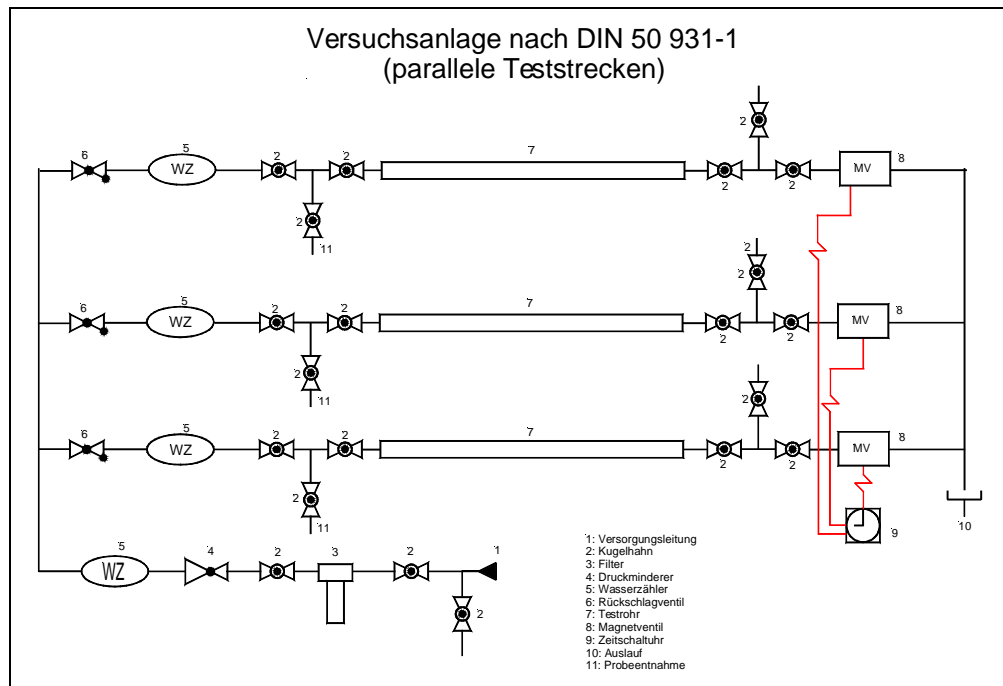 Versuchsanlage nach DIN 50 931-1
(parallele Teststrecken)
2
6 5 2 2 7 2 2 8
WZ MV
2
11
2
2
6 5 2 2 7 2 2 8
WZ MV
2
11
2
6 5 2 2 7 2 2 8
WZ MV
2
11
10
9
5 4 2 3 2 1
WZ
2
1: Versorgungsleitung
2: Kugelhahn
3: Filter
4: Druckminderer
5: Wasserzähler
6: Rückschlagventil
7: Testrohr
8: Magnetventil
9: Zeitschaltuhr
10: Auslauf
11: Probeentnahme